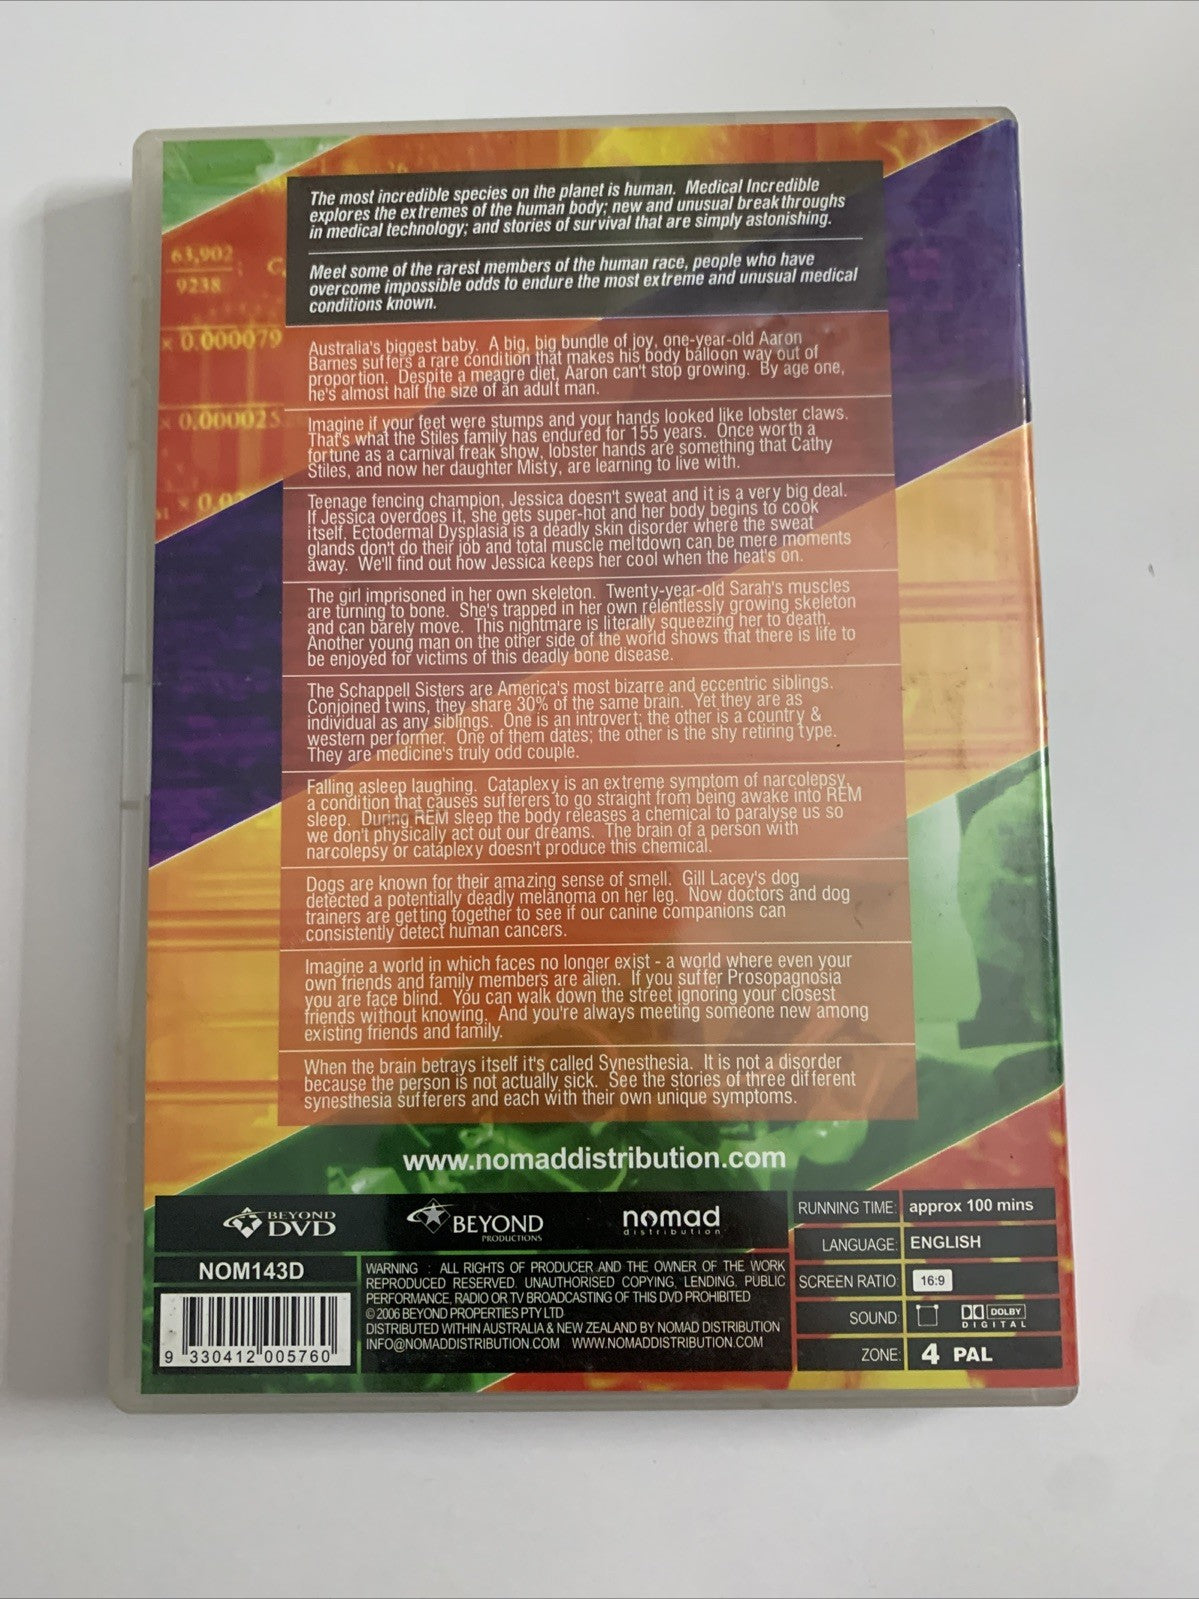 The most incredible species on the planet is human. Medical Incredible
explores the extremes of the human body; new and unusual breakthroughs
in medical technology; and stories of survival that are simply astonishing.
Meet some of the rarest members of the human race, people who have
overcome impossible odds to endure the most extreme and unusual medical
conditions known.
63,902
9238
x 0.000079
x 0.000025
x 0.0
Australia's biggest baby. A big, big bundle of joy, one-year-old Aaron
Barnes suffers a rare condition that makes his body balloon way out of
proportion. Despite a meagre diet, Aaron can't stop growing. By age one,
he's almost half the size of an adult man.
Imagine if your feet were stumps and your hands looked like lobster claws.
That's what the Stiles family has endured for 155 years. Once worth a
fortune as a carnival freak show, lobster hands are something that Cathy
Stiles, and now her daughter Misty, are learning to live with.
Teenage fencing champion, Jessica doesn't sweat and it is a very big deal.
If Jessica overdoes it, she gets super-hot and her body begins to cook
itself. Ectodermal Dysplasia is a deadly skin disorder where the sweat
glands don't do their job and total muscle meltdown can be mere moments
away. We'll find out how Jessica keeps her cool when the heat's on.
The girl imprisoned in her own skeleton. Twenty-year-old Sarah's muscles
are turning to bone. She's trapped in her own relentlessly growing skeleton
and can barely move. This nightmare is literally squeezing her to death.
Another young man on the other side of the world shows that there is life to
be enjoyed for victims of this deadly bone disease.
The Schappell Sisters are America's most bizarre and eccentric siblings.
Conjoined twins, they share 30% of the same brain. Yet they are as
individual as any siblings. One is an introvert; the other is a country &
western performer. One of them dates; the other is the shy retiring type.
They are medicine's truly odd couple.
Falling asleep laughing. Cataplexy is an extreme symptom of narcolepsy,
a condition that causes sufferers to go straight from being awake into REM
sleep. During REM sleep the body releases a chemical to paralyse us so
we don't physically act out our dreams. The brain of a person with
narcolepsy or cataplexy doesn't produce this chemical.
Dogs are known for their amazing sense of smell. Gill Lacey's dog
detected a potentially deadly melanoma on her leg. Now doctors and dog
trainers are getting together to see if our canine companions can
consistently detect human cancers.
Imagine a world in which faces no longer exist - a world where even your
own friends and family members are alien. If you suffer Prosopagnosia
you are face blind. You can walk down the street ignoring your closest
friends without knowing. And you're always meeting someone new among
existing friends and family.
When the brain betrays itself it's called Synesthesia. It is not a disorder
because the person is not actually sick. See the stories of three different
synesthesia sufferers and each with their own unique symptoms.
www.nomaddistribution.com
BEYOND
DVD
BEYOND
PRODUCTIONS
nomad
distribution
NOM143D
9 330412 005760
WARNING : ALL RIGHTS OF PRODUCER AND THE OWNER OF THE WORK
REPRODUCED RESERVED. UNAUTHORISED COPYING, LENDING, PUBLIC
PERFORMANCE, RADIO OR TV BROADCASTING OF THIS DVD PROHIBITED
© 2006 BEYOND PROPERTIES PTY LTD
DISTRIBUTED WITHIN AUSTRALIA & NEW ZEALAND BY NOMAD DISTRIBUTION
INFO@NOMADDISTRIBUTION.COM WWW.NOMADDISTRIBUTION.COM
RUNNING TIME: approx 100 mins
LANGUAGE: ENGLISH
SCREEN RATIO: 16:9
SOUND: DOLBY
DIGITAL
ZONE: 4 PAL